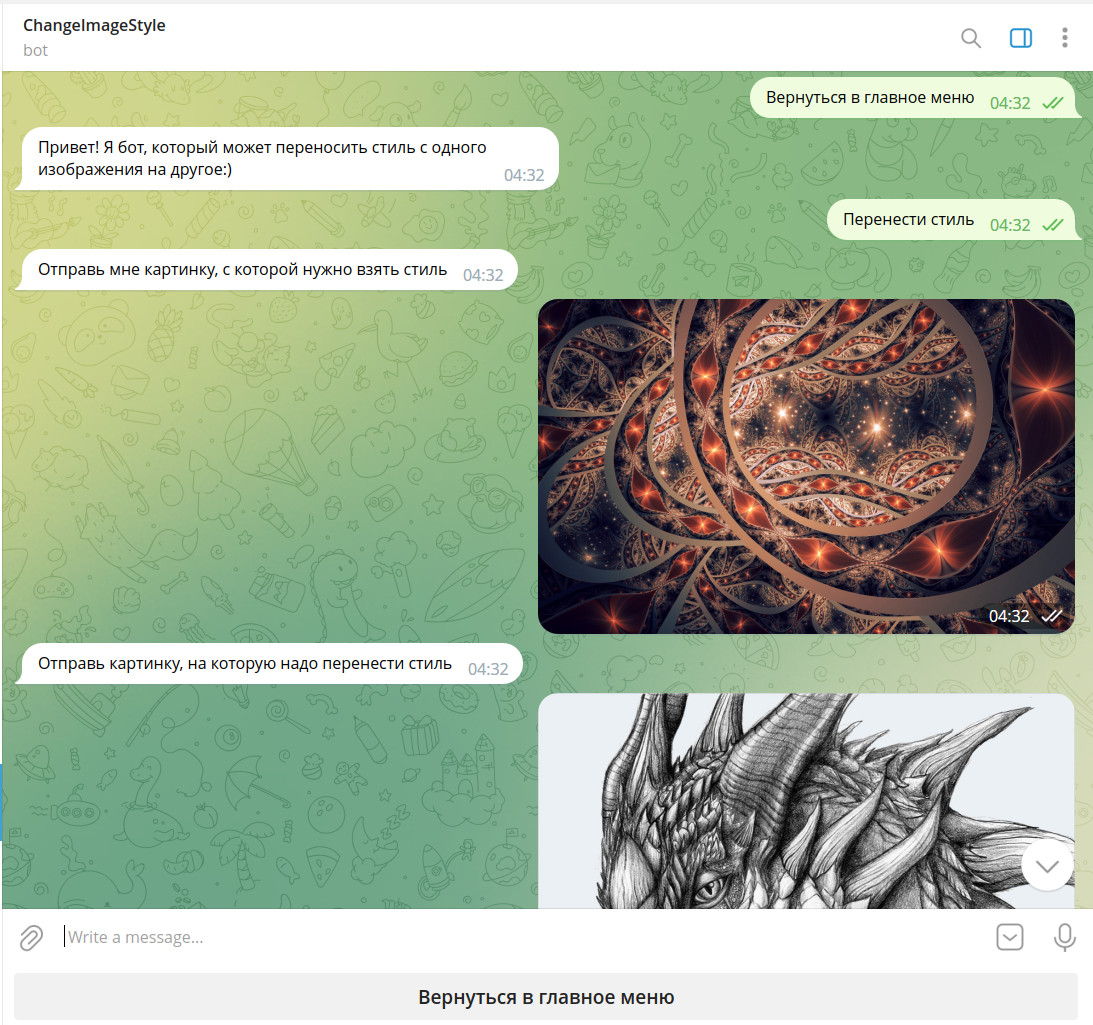 ChangeImageStyle
bot
Вернуться в главное меню 04:32
Привет! Я бот, который может переносить стиль с одного
изображения на другое:) 04:32
Перенести стиль 04:32
Отправь мне картинку, с которой нужно взять стиль 04:32
04:32
Отправь картинку, на которую надо перенести стиль 04:32
Write a message...
Вернуться в главное меню